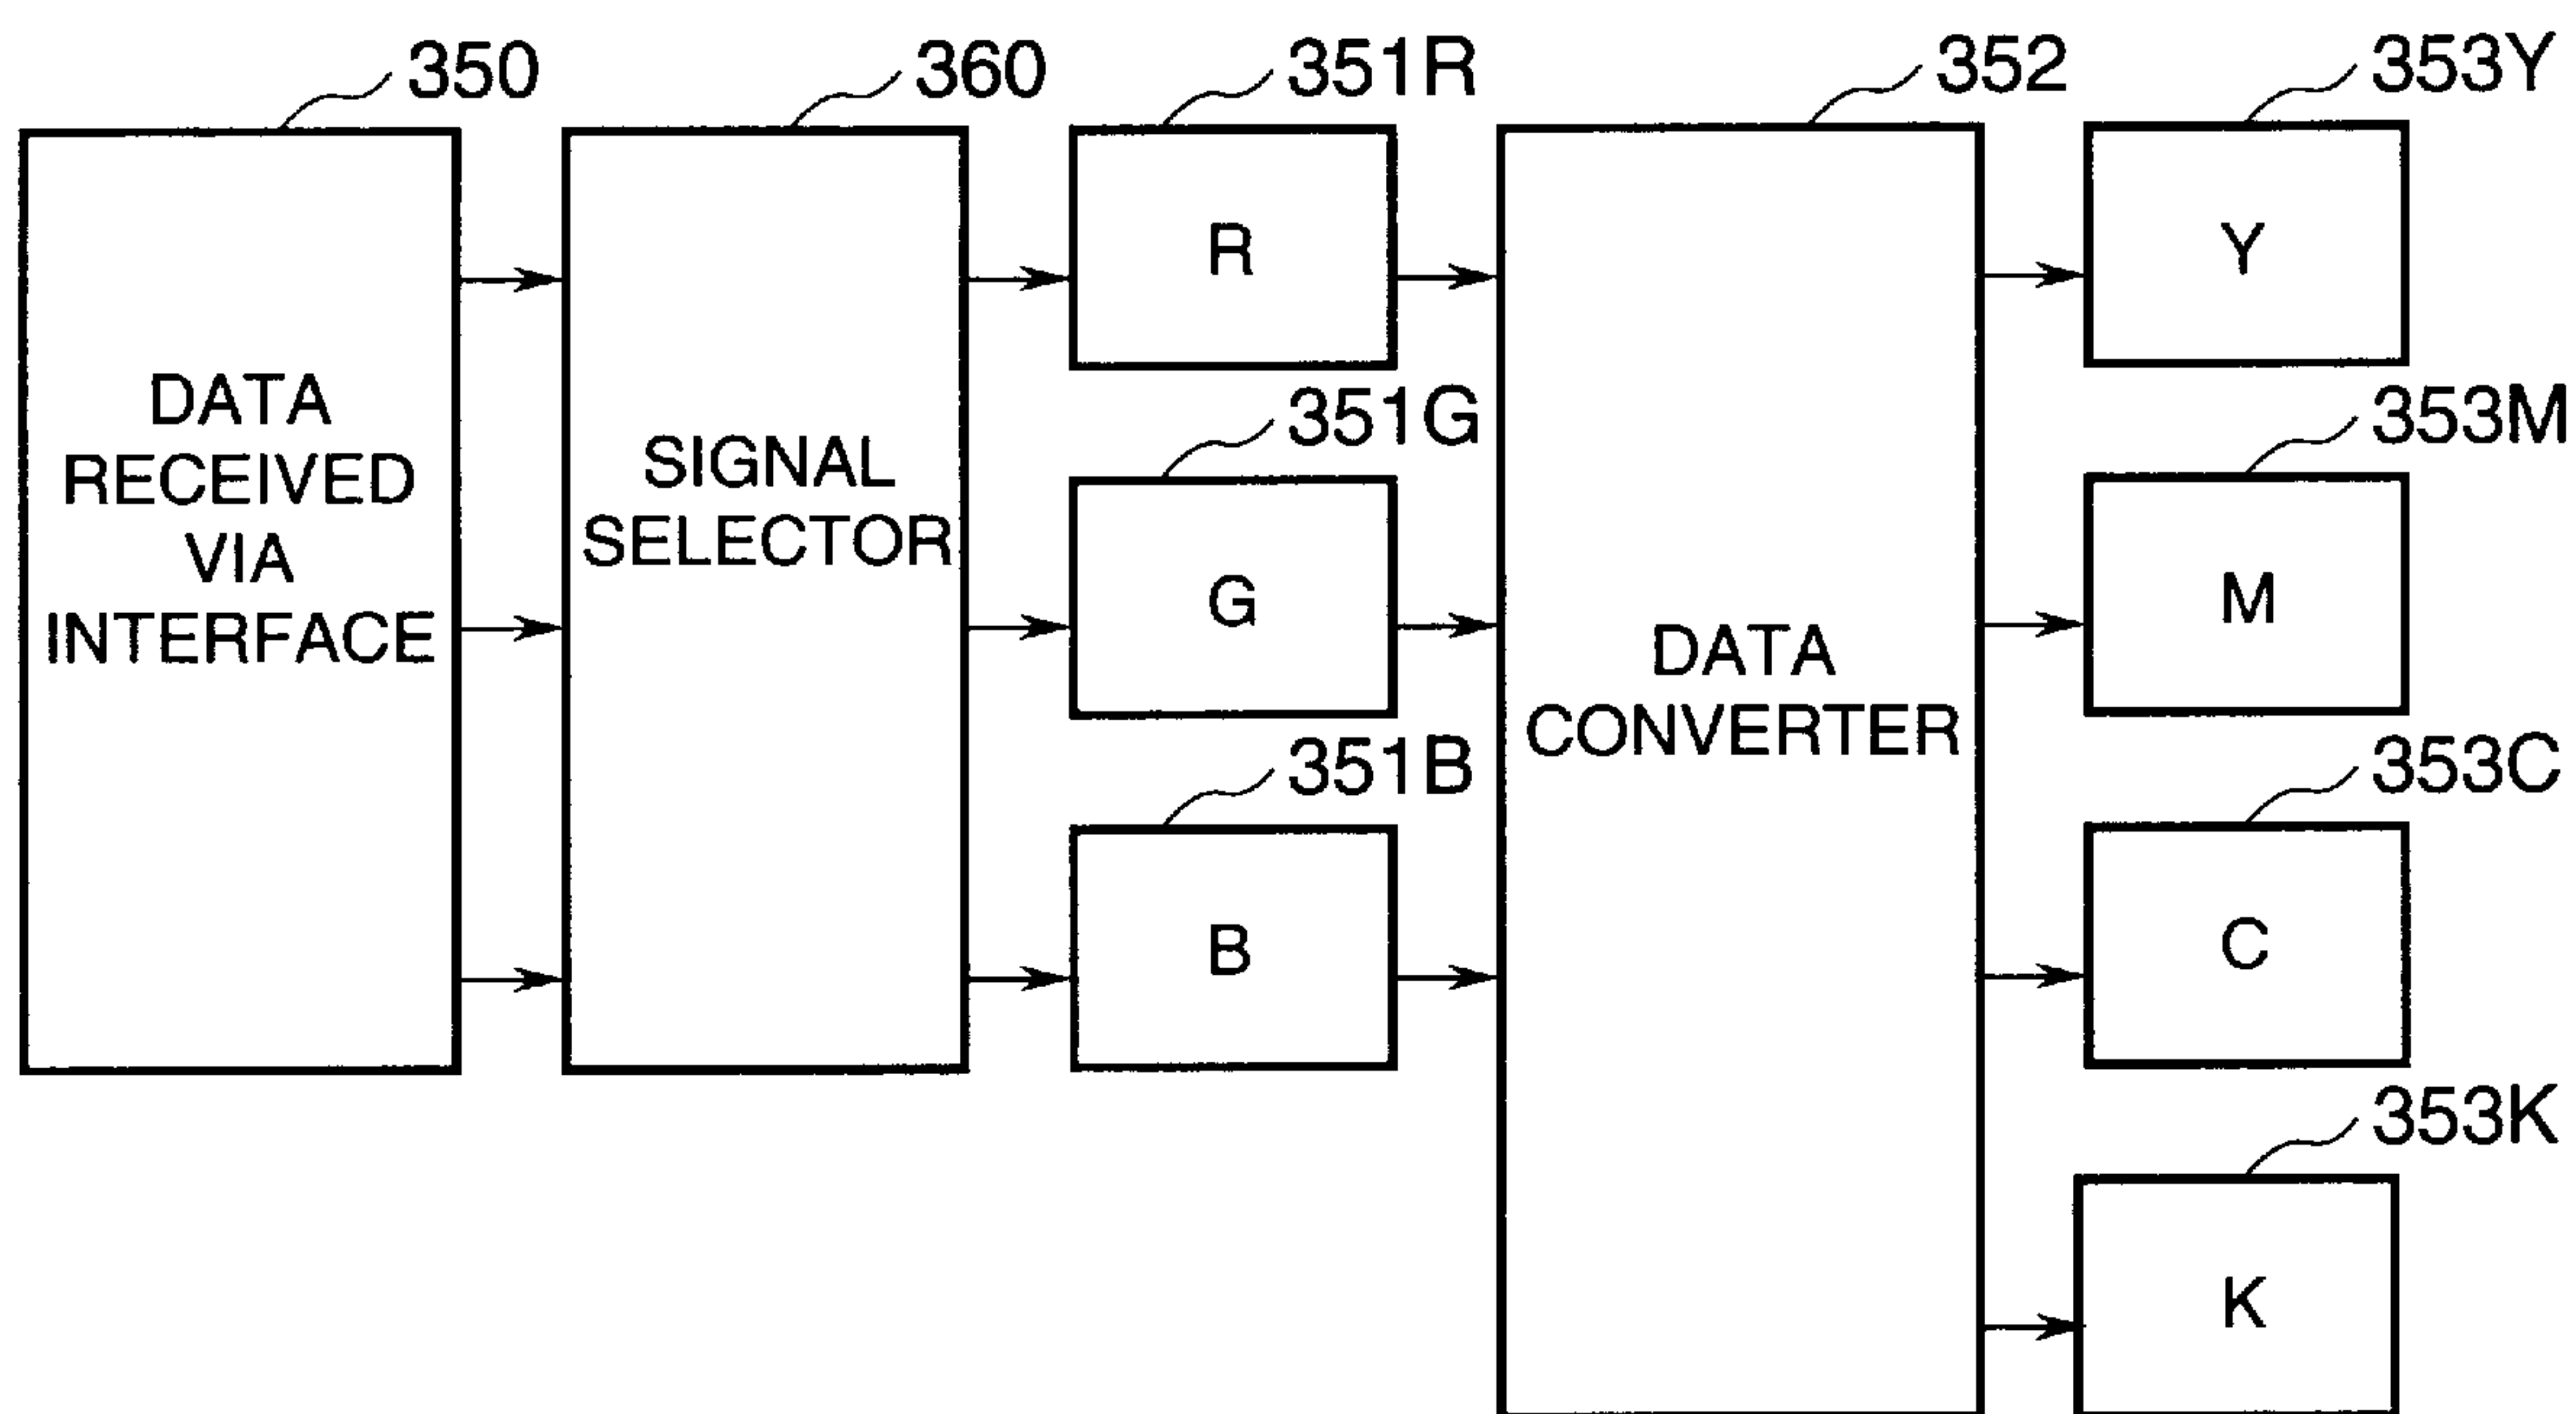 350
DATA
RECEIVED
VIA
INTERFACE
360
SIGNAL
SELECTOR
351R
R
351G
G
351B
B
352
DATA
CONVERTER
353Y
Y
353M
M
353C
C
353K
K